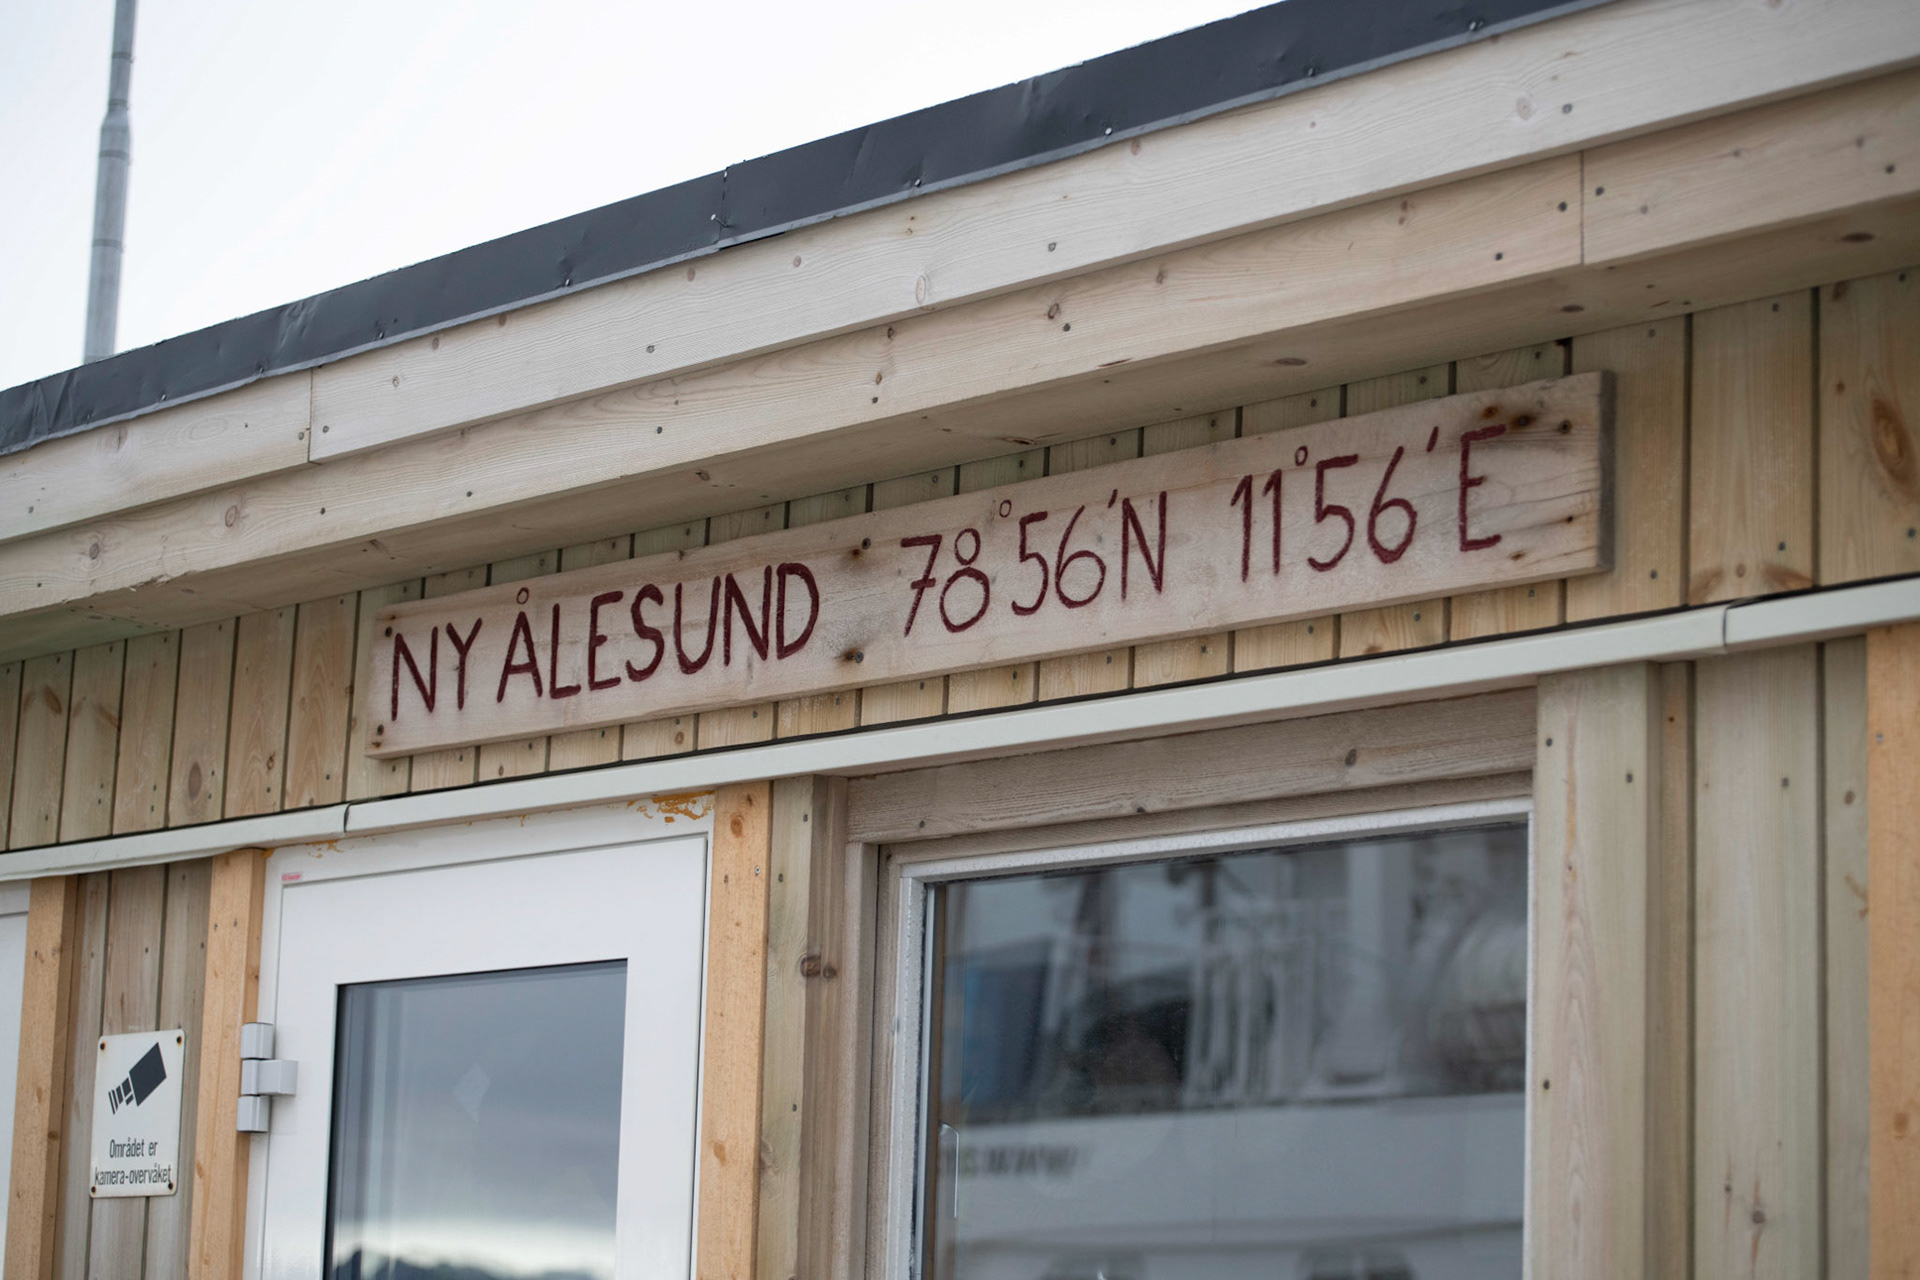 NY ÅLESUND 78°56'N 11°56'E
Området er
kamera-overvåket